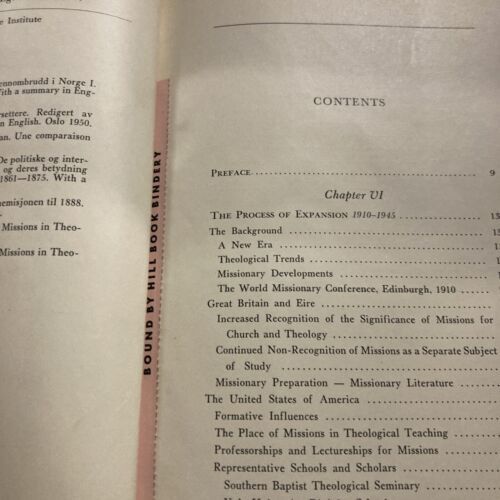 e Institute
ennombrudd i Norge I.
With a summary in Eng-
rsettere. Redigert av
n English. Oslo 1950.
an. Une comparaison
De politiske og inter-
og deres betydning
1861—1875. With a
nemisjonen til 1888.
Missions in Theo-
Missions in Theo-
BOUND BY HILL BOOK BINDERY
CONTENTS
PREFACE 9
Chapter VI
THE PROCESS OF EXPANSION 1910-1945
The Background
A New Era
Theological Trends
Missionary Developments
The World Missionary Conference, Edinburgh, 1910
Great Britain and Eire
Increased Recognition of the Significance of Missions for
Church and Theology
Continued Non-Recognition of Missions as a Separate Subject
of Study
Missionary Preparation — Missionary Literature
The United States of America
Formative Influences
The Place of Missions in Theological Teaching
Professorships and Lectureships for Missions
Representative Schools and Scholars
Southern Baptist Theological Seminary